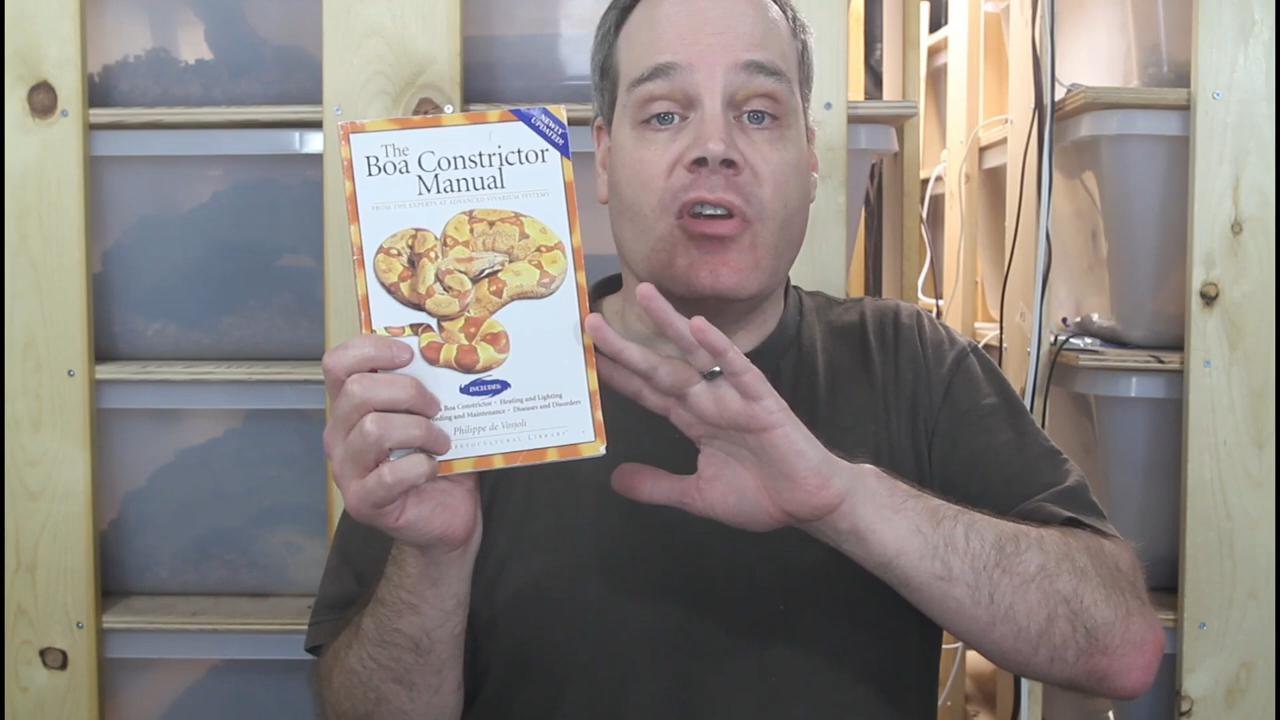 NEWLY
UPDATED!
The
Boa Constrictor
Manual
FROM THE EXPERTS AT ADVANCED VIVARIUM SYSTEMS
INCLUDES:
Boa Constrictor • Heating and Lighting
and Maintenance • Diseases and Disorders
Philippe de Vosjoli
LIBRARY